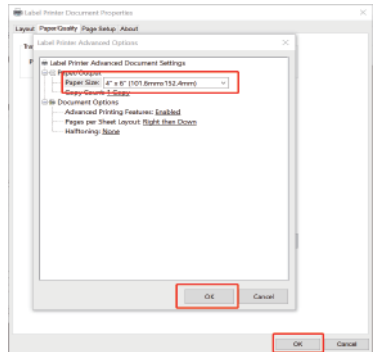 Label Printer Document Properties
Layout Paper/Quality Page Setup About
Label Printer Advanced Options
Label Printer Advanced Document Settings
Paper/Output
Paper Size: 4" x 6" (101.6mmx152.4mm)
Copy Count: 1 Copy
Document Options
Advanced Printing Features: Enabled
Pages per Sheet Layout: Right then Down
Halftoning: None
OK Cancel
OK Cancel